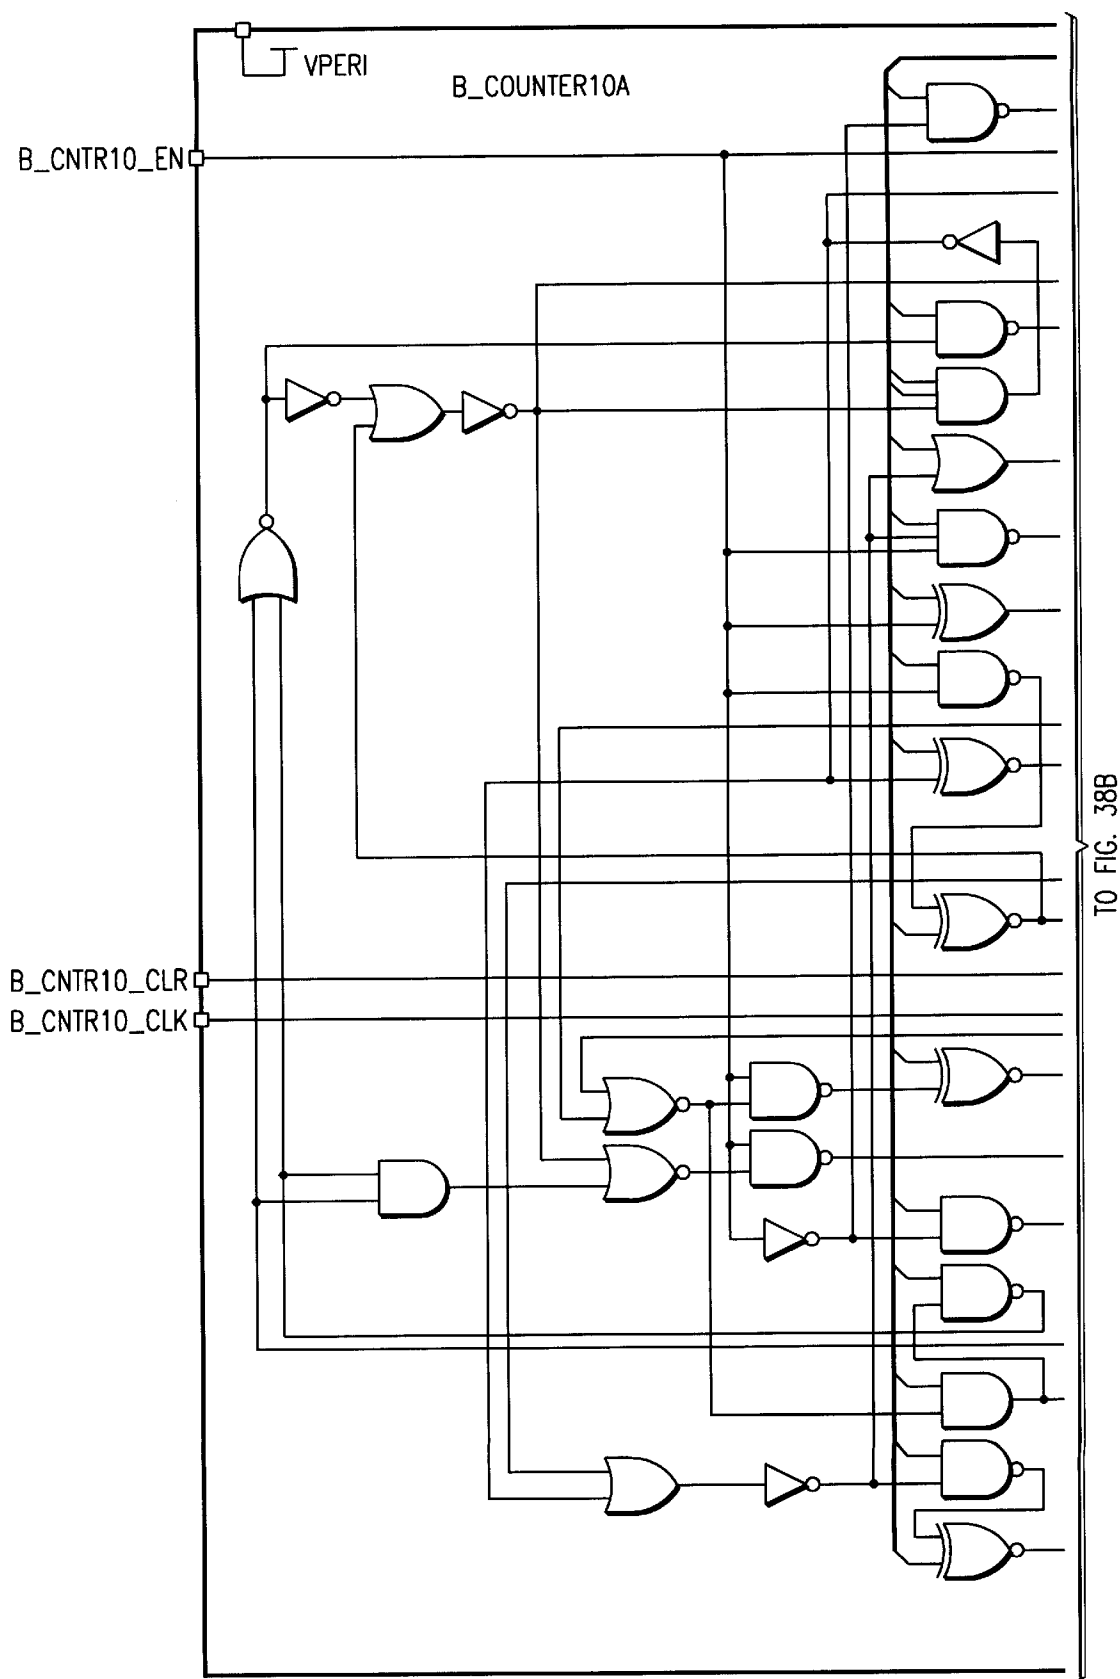 VPERI
B_COUNTER10A
B_CNTR10_EN
B_CNTR10_CLR
B_CNTR10_CLK
TO FIG. 38B